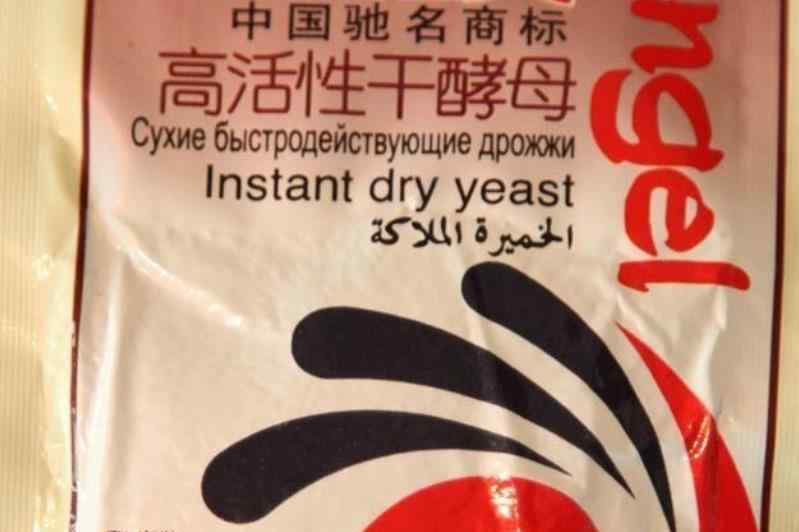 中国驰名商标
高活性干酵母
Сухие быстродействующие дрожжи
Instant dry yeast
الخميرة الملاكة
ngel